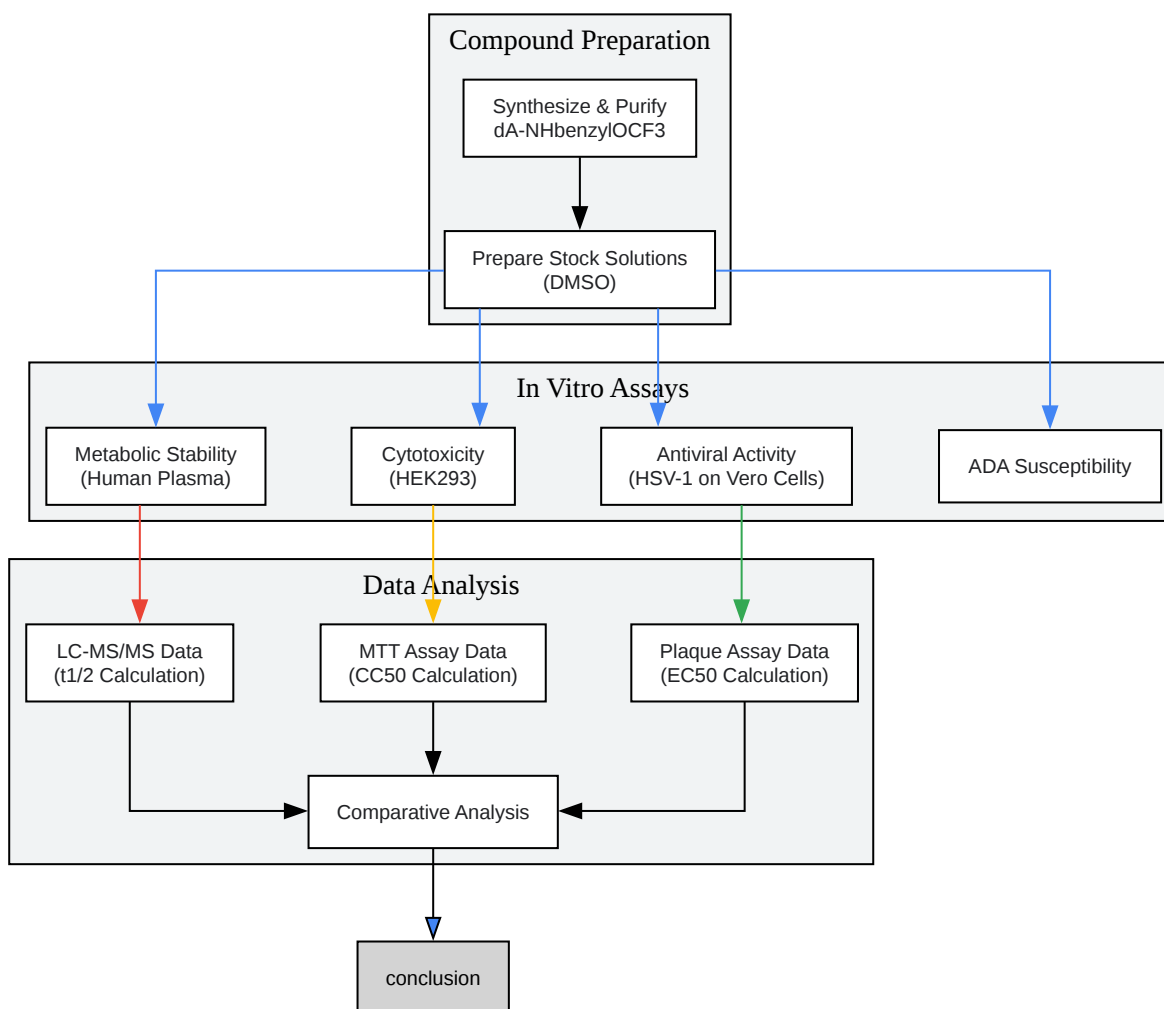 Compound Preparation
Synthesize & Purify
dA-NHbenzylOCF3
Prepare Stock Solutions
(DMSO)
In Vitro Assays
Metabolic Stability
(Human Plasma)
Cytotoxicity
(HEK293)
Antiviral Activity
(HSV-1 on Vero Cells)
ADA Susceptibility
Data Analysis
LC-MS/MS Data
(t1/2 Calculation)
MTT Assay Data
(CC50 Calculation)
Plaque Assay Data
(EC50 Calculation)
Comparative Analysis
conclusion